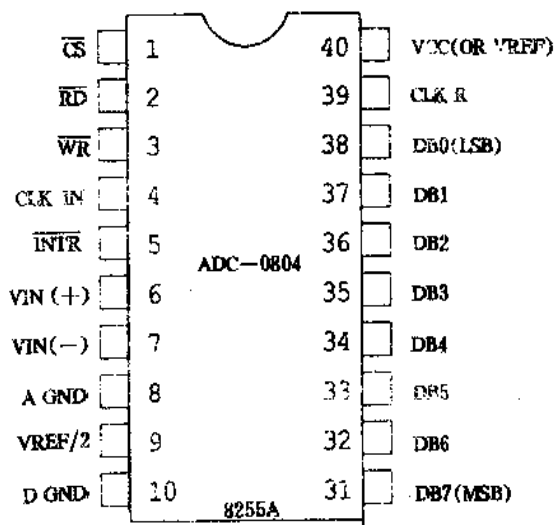 CS 1 40 VCC(OR VREF)
RD 2 39 CLK R
WR 3 38 DB0(LSB)
CLK IN 4 37 DB1
INTR 5 36 DB2
ADC-0804
VIN(+) 6 35 DB3
VIN(-) 7 34 DB4
A GND 8 33 DB5
VREF/2 9 32 DB6
D GND 10 31 DB7(MSB)
8255A